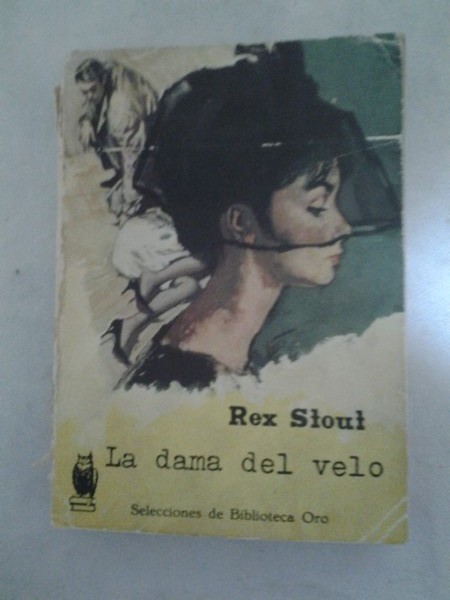 Rex Stout
La dama del velo
Selecciones de Biblioteca Oro